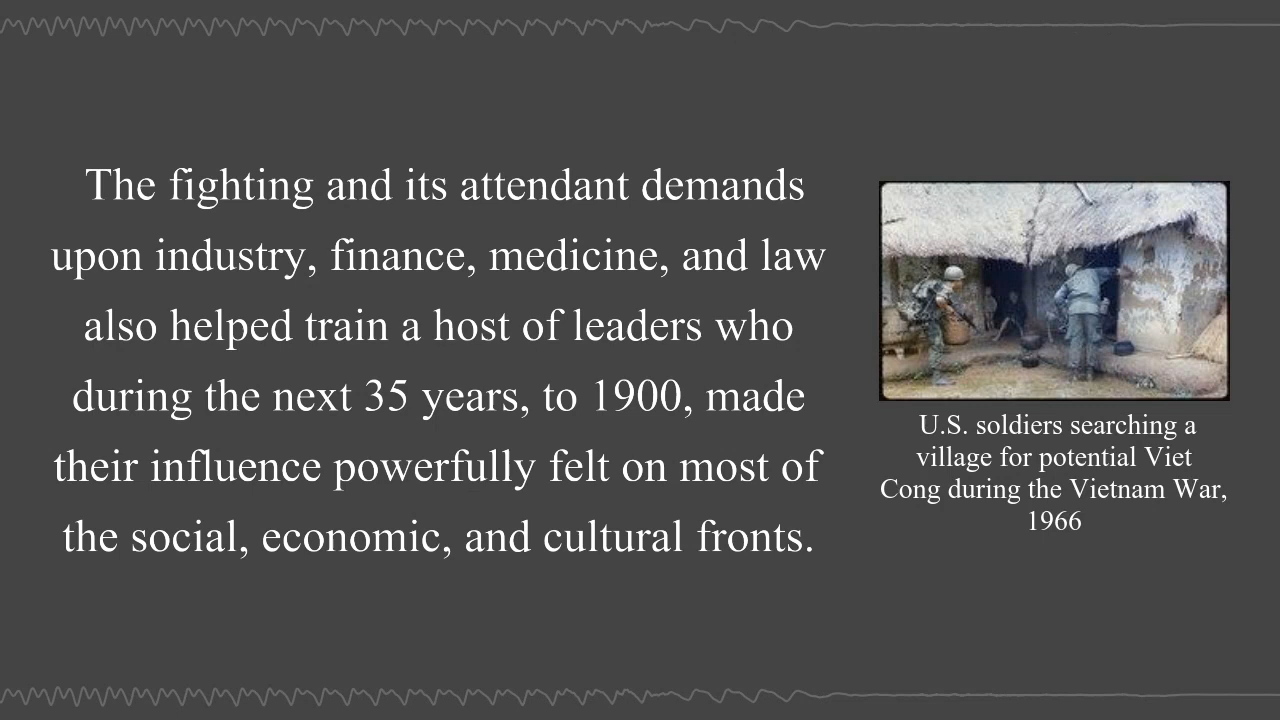 The fighting and its attendant demands
upon industry, finance, medicine, and law
also helped train a host of leaders who
during the next 35 years, to 1900, made
their influence powerfully felt on most of
the social, economic, and cultural fronts.
U.S. soldiers searching a
village for potential Viet
Cong during the Vietnam War,
1966